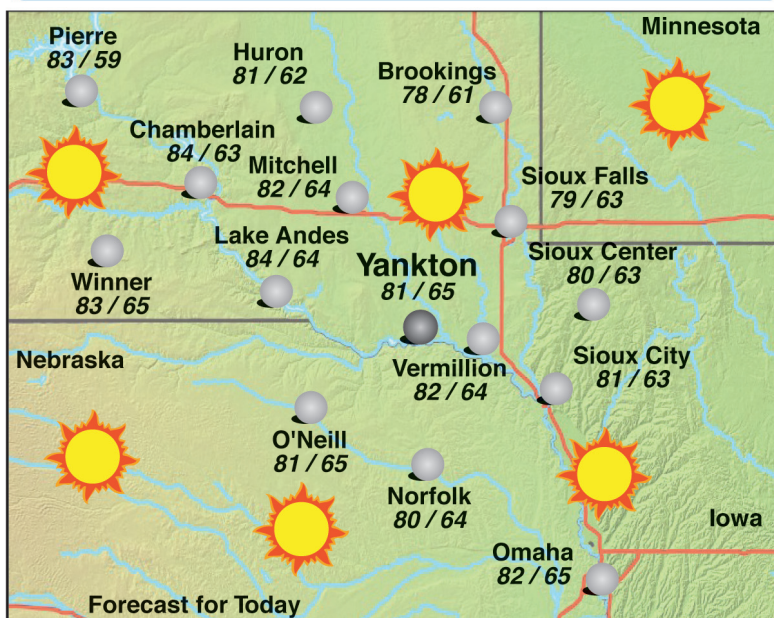 Minnesota
Pierre
83 / 59
Huron
81 / 62
Brookings
78 / 61
Chamberlain
84 / 63
Mitchell
82 / 64
Sioux Falls
79 / 63
Lake Andes
84 / 64
Winner
83 / 65
Yankton
81 / 65
Sioux Center
80 / 63
Nebraska
Vermillion
82 / 64
Sioux City
81 / 63
O'Neill
81 / 65
Norfolk
80 / 64
Iowa
Omaha
82 / 65
Forecast for Today